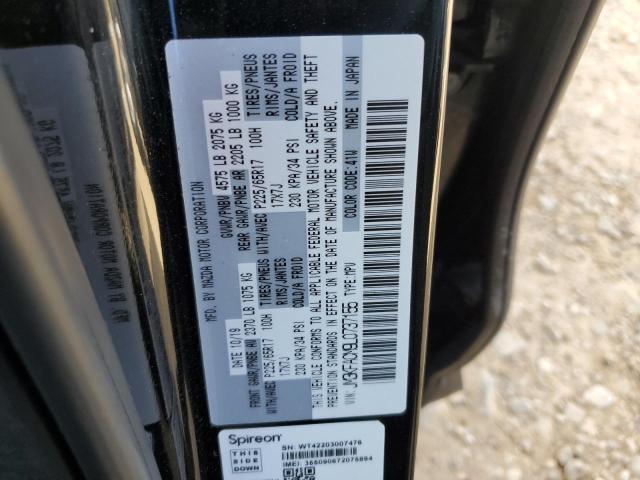 MFD. BY MAZDA MOTOR CORPORATION
DATE 10/19 GVWR/PNBV 4575 LB 2075 KG
FRONT GAWR/PNBE AV 2370 LB 1075 KG REAR GAWR/PNBE AR 2205 LB 1000 KG
WITH/AVEC P225/65R17 100H TIRES/PNEUS WITH/AVEC P225/65R17 100H TIRES/PNEUS
17X7J RIMS/JANTES 17X7J RIMS/JANTES
230 KPA/34 PSI COLD/A FROID 230 KPA/34 PSI COLD/A FROID
THIS VEHICLE CONFORMS TO ALL APPLICABLE FEDERAL MOTOR VEHICLE SAFETY AND THEFT
PREVENTION STANDARDS IN EFFECT ON THE DATE OF MANUFACTURE SHOWN ABOVE.
COLOR CODE:41W MADE IN JAPAN
VIN: JM3KFACM9L0737155 TYPE:MPV
Spireon
THIS
SIDE
DOWN
SN: WT42203007476
IMEI: